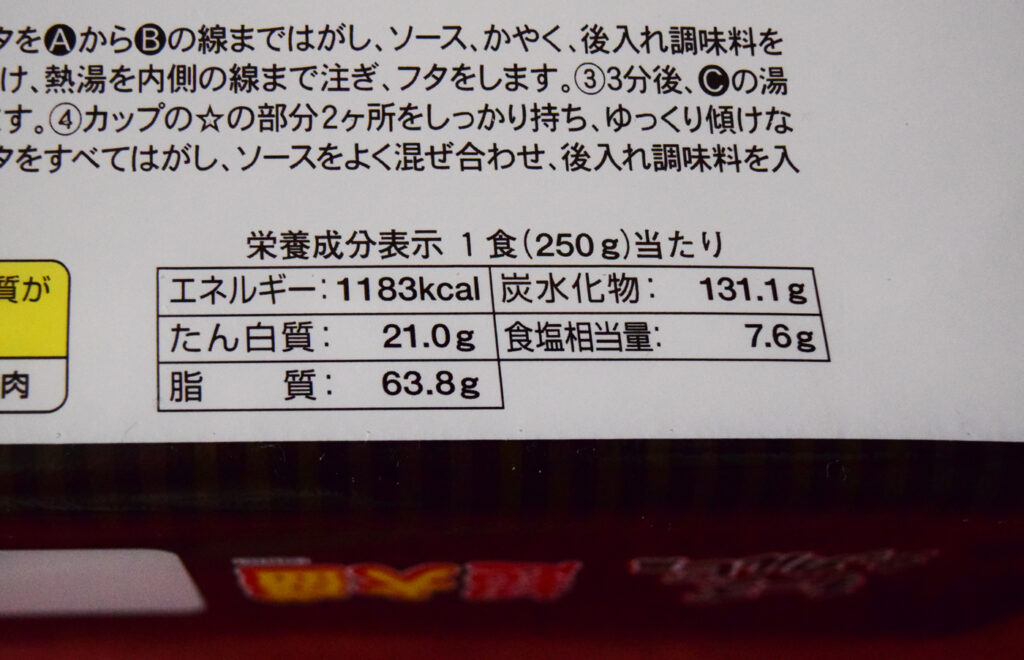 をAからBの線まではがし、ソース、かやく、後入れ調味料を
け、熱湯を内側の線まで注ぎ、フタをします。③3分後、Cの湯
す。④カップの☆の部分2ヶ所をしっかり持ち、ゆっくり傾けな
タをすべてはがし、ソースをよく混ぜ合わせ、後入れ調味料を入
栄養成分表示 1食(250g)当たり
エネルギー: 1183kcal 炭水化物: 131.1g
たん白質: 21.0g 食塩相当量: 7.6g
脂質: 63.8g
質が
肉